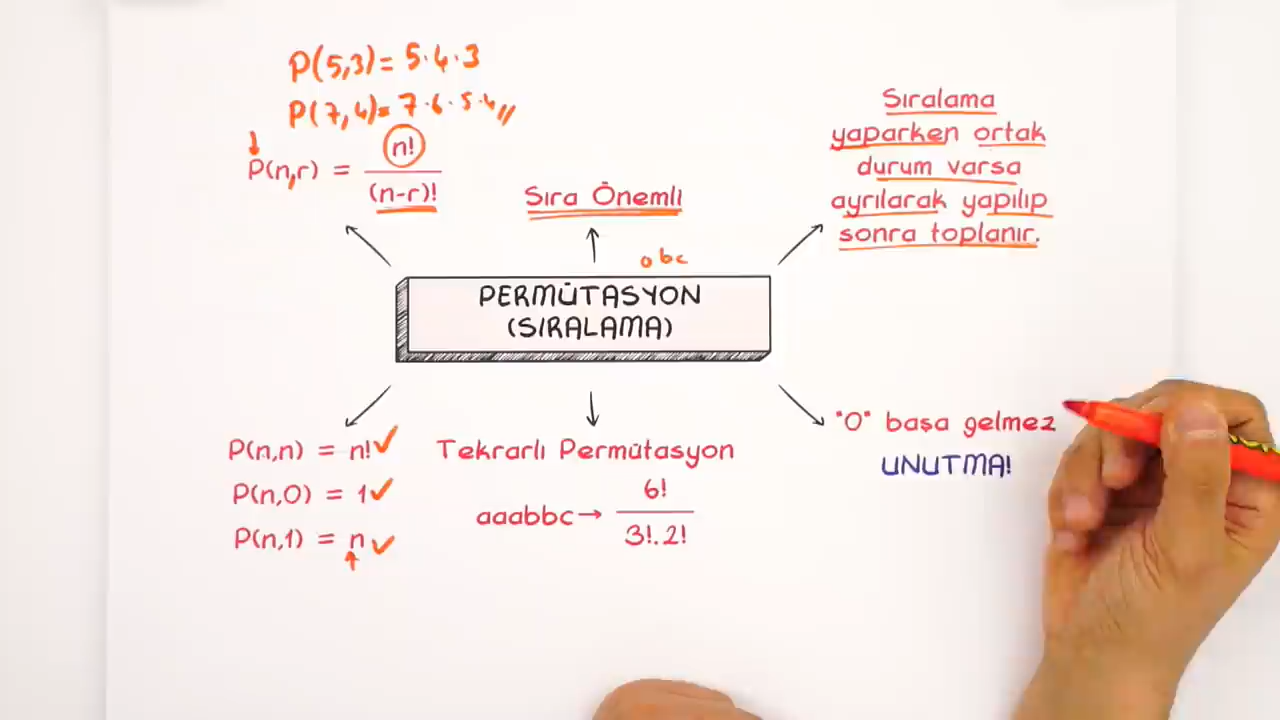 P(5,3) = 5.4.3
P(7,4) = 7.6.5.4 //
P(n,r) = n! / (n-r)!
Sıra Önemli
Sıralama
yaparken ortak
durum varsa
ayrılarak yapılıp
sonra toplanır.
abc
PERMÜTASYON
(SIRALAMA)
P(n,n) = n! ✓
P(n,0) = 1 ✓
P(n,1) = n ✓
Tekrarlı Permütasyon
aaabbc → 6! / 3!.2!
"0" başa gelmez
UNUTMA!